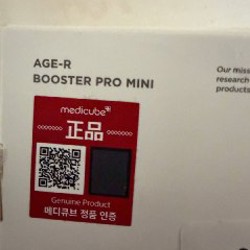 AGE-R
BOOSTER PRO MINI
Our miss
research
products
medicube
正品
Genuine Product
메디큐브 정품 인증